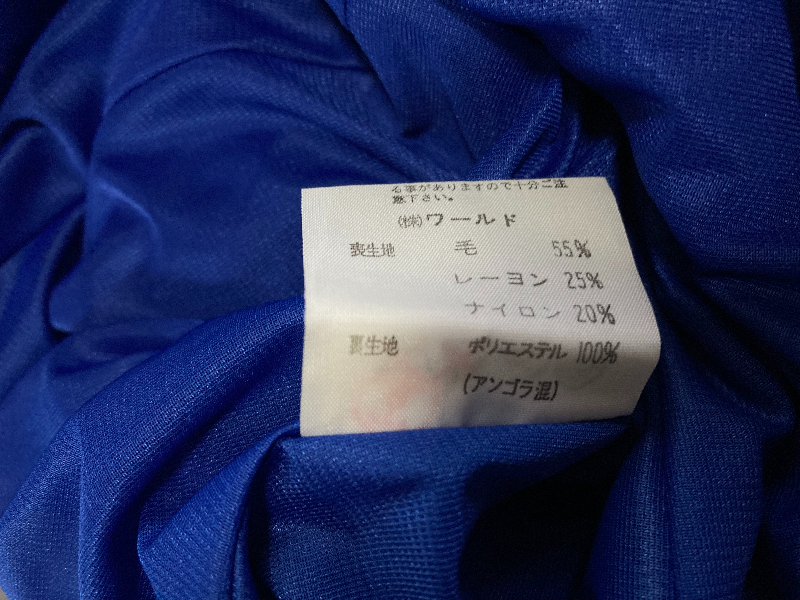 る事がありますので十分ご注
意下さい。
(株)ワールド
表生地 毛 55%
レーヨン 25%
ナイロン 20%
裏生地 ポリエステル 100%
(アンゴラ混)